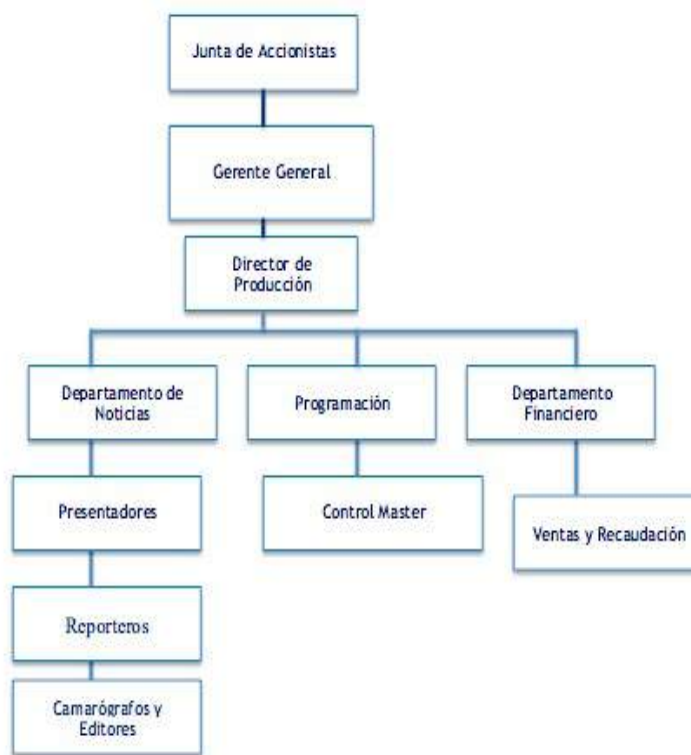 Junta de Accionistas
Gerente General
Director de
Producción
Departamento de
Noticias
Programación
Departamento
Financiero
Presentadores
Control Master
Ventas y Recaudación
Reporteros
Camarógrafos y
Editores